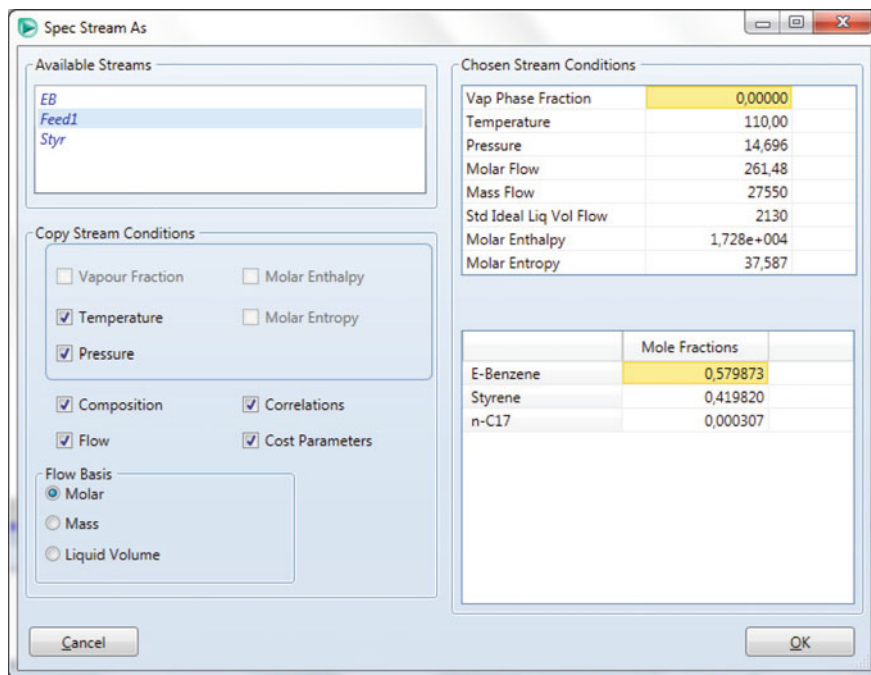 Spec Stream As
Available Streams
EB
Feed1
Styr
Copy Stream Conditions
Vapour Fraction Molar Enthalpy
Temperature Molar Entropy
Pressure
Composition Correlations
Flow Cost Parameters
Flow Basis
Molar
Mass
Liquid Volume
Cancel
Chosen Stream Conditions
Vap Phase Fraction 0,00000
Temperature 110,00
Pressure 14,696
Molar Flow 261,48
Mass Flow 27550
Std Ideal Liq Vol Flow 2130
Molar Enthalpy 1,728e+004
Molar Entropy 37,587
Mole Fractions
E-Benzene 0,579873
Styrene 0,419820
n-C17 0,000307
OK